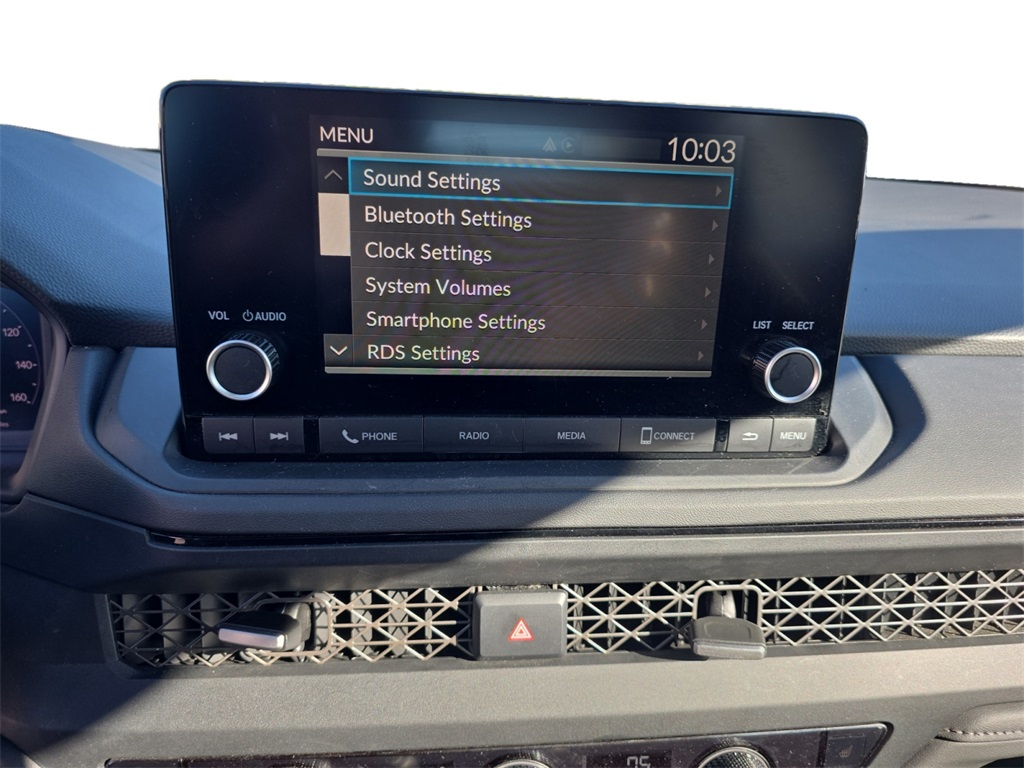 MENU
10:03
Sound Settings
Bluetooth Settings
Clock Settings
System Volumes
Smartphone Settings
RDS Settings
VOL AUDIO
LIST SELECT
PHONE RADIO MEDIA CONNECT MENU
120
140
160